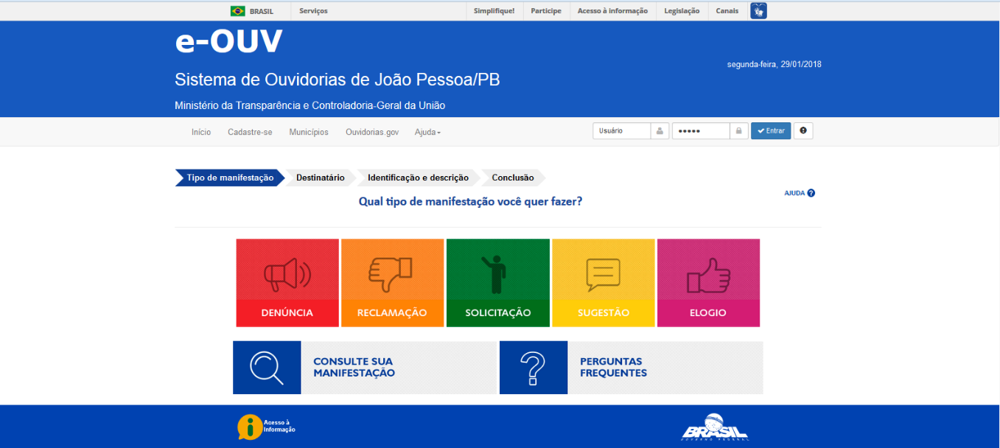 BRASIL Serviços Simplifique! Participe Acesso à informação Legislação Canais
e-OUV
segunda-feira, 29/01/2018
Sistema de Ouvidorias de João Pessoa/PB
Ministério da Transparência e Controladoria-Geral da União
Início Cadastre-se Municípios Ouvidorias.gov Ajuda Usuário ••••• Entrar
Tipo de manifestação Destinatário Identificação e descrição Conclusão
AJUDA ?
Qual tipo de manifestação você quer fazer?
DENÚNCIA RECLAMAÇÃO SOLICITAÇÃO SUGESTÃO ELOGIO
CONSULTE SUA
MANIFESTAÇÃO
PERGUNTAS
FREQUENTES
Acesso à
Informação
BRASIL
GOVERNO FEDERAL